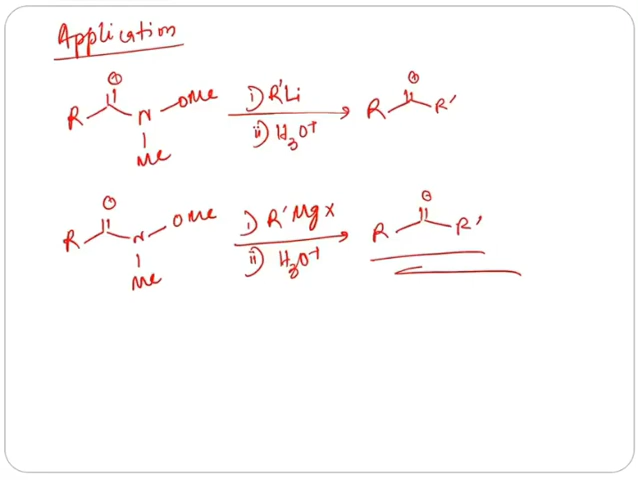 Application
O
R N OMe i) R'Li R R'
Me ii) H3O+
O
R N OMe i) R'MgX R R'
Me ii) H3O+